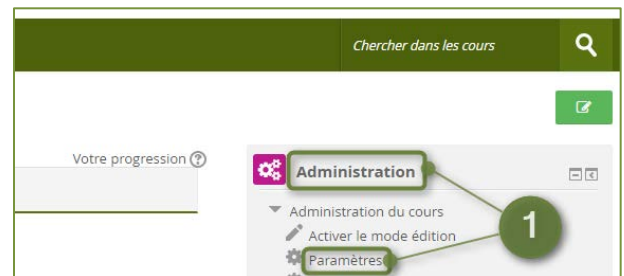 Chercher dans les cours
Votre progression
Administration
Administration du cours
Activer le mode édition
Paramètres
1